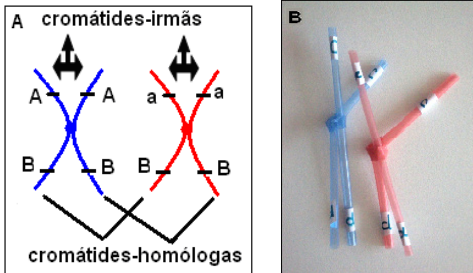 A
cromátides-irmãs
A A a a
B B B B
cromátides-homólogas
B